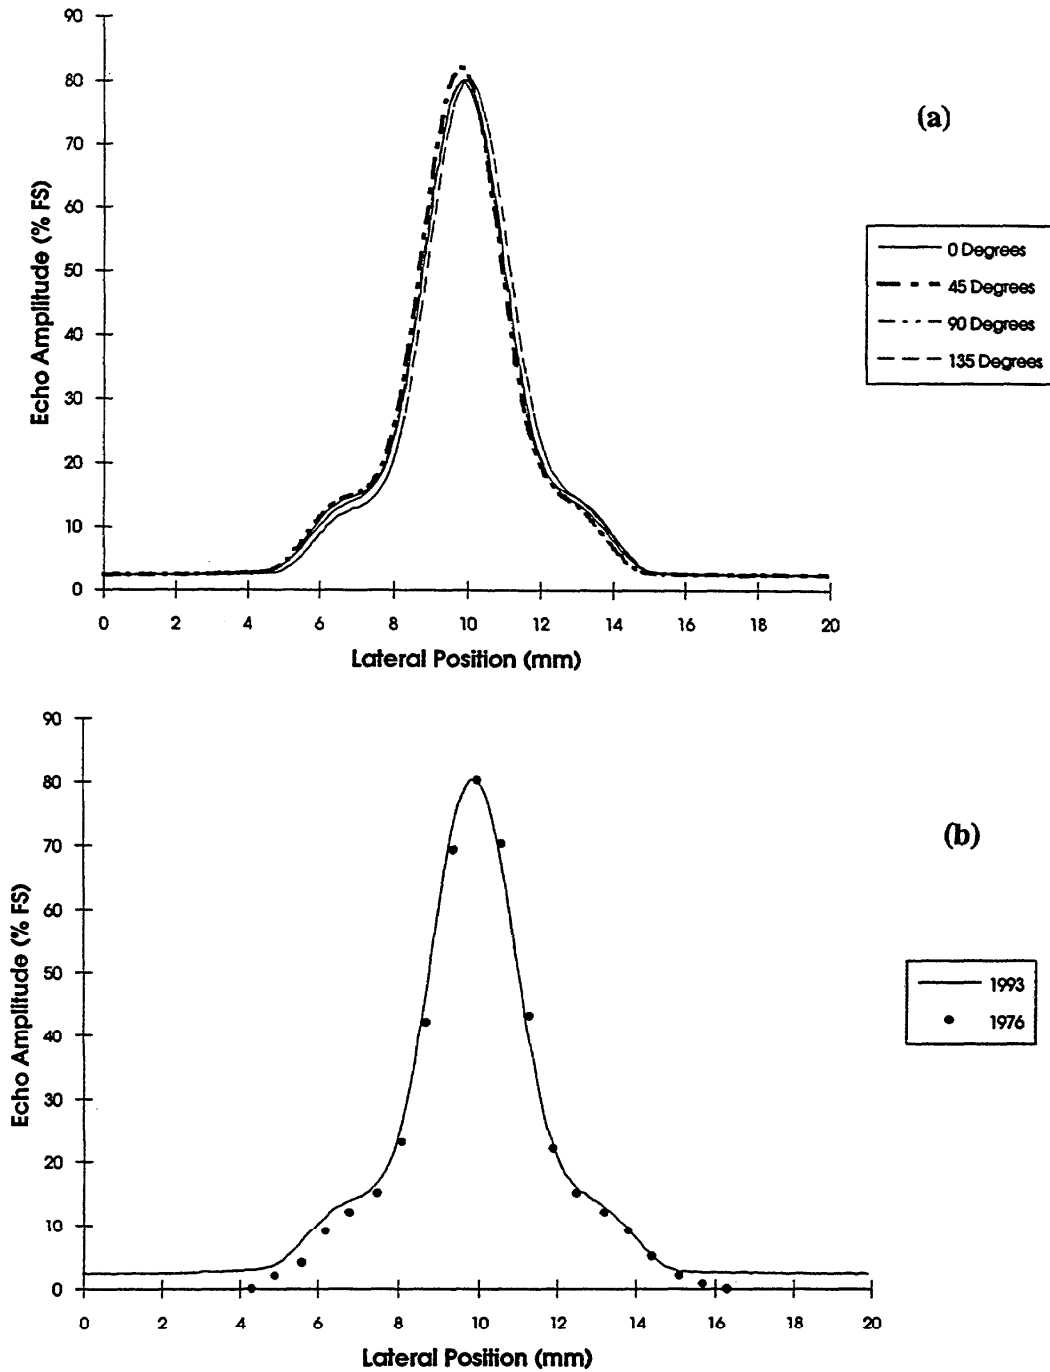 90
80
70
60
50
40
30
20
10
0
Echo Amplitude (% FS)
0 2 4 6 8 10 12 14 16 18 20
Lateral Position (mm)
(a)
0 Degrees
45 Degrees
90 Degrees
135 Degrees
90
80
70
60
50
40
30
20
10
0
Echo Amplitude (% FS)
0 2 4 6 8 10 12 14 16 18 20
Lateral Position (mm)
(b)
1993
1976